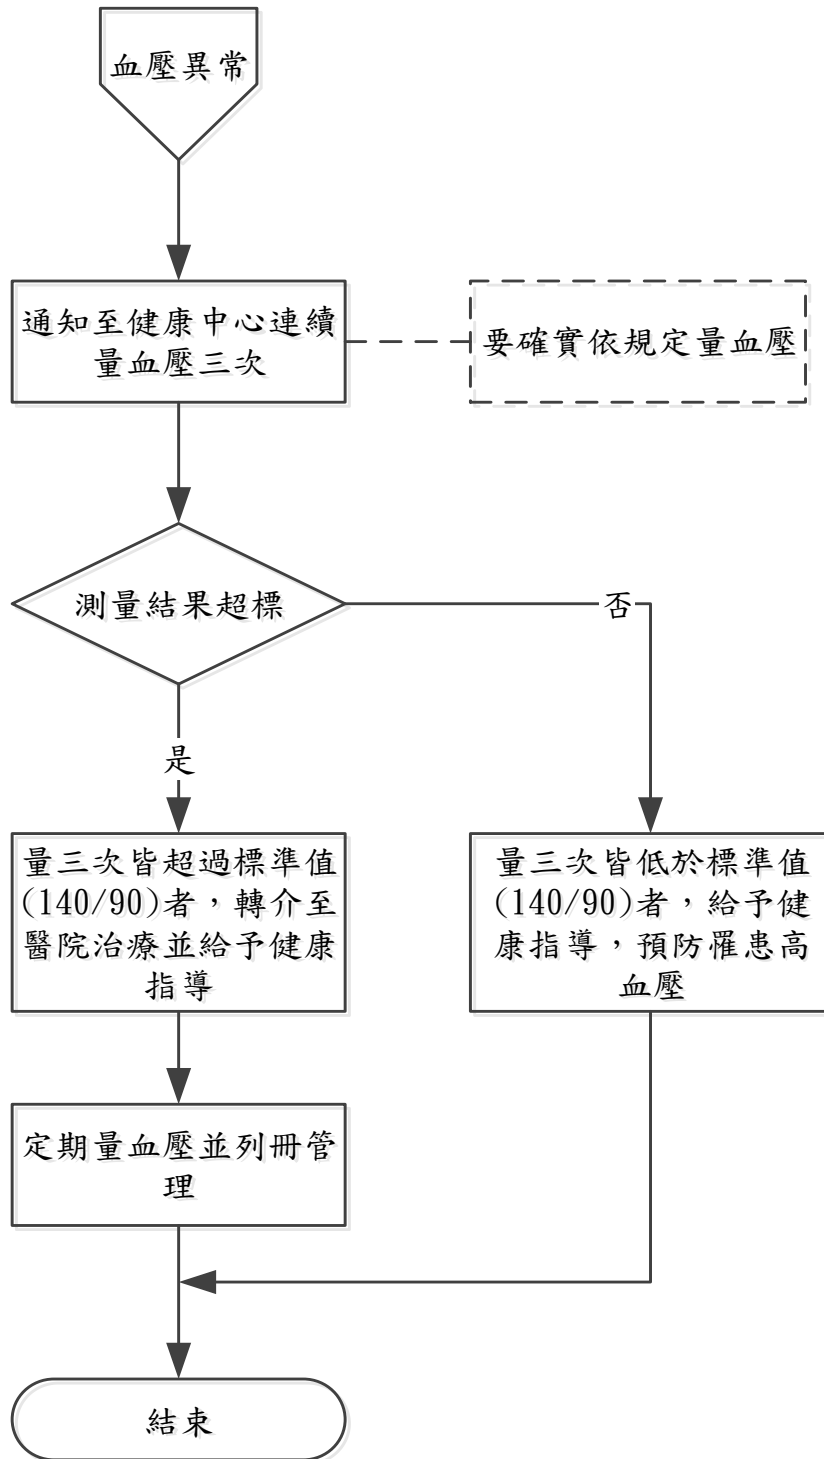 血壓異常
通知至健康中心連續
量血壓三次
要確實依規定量血壓
測量結果超標
否
是
量三次皆超過標準值
(140/90)者，轉介至
醫院治療並給予健康
指導
量三次皆低於標準值
(140/90)者，給予健
康指導，預防罹患高
血壓
定期量血壓並列冊管
理
結束